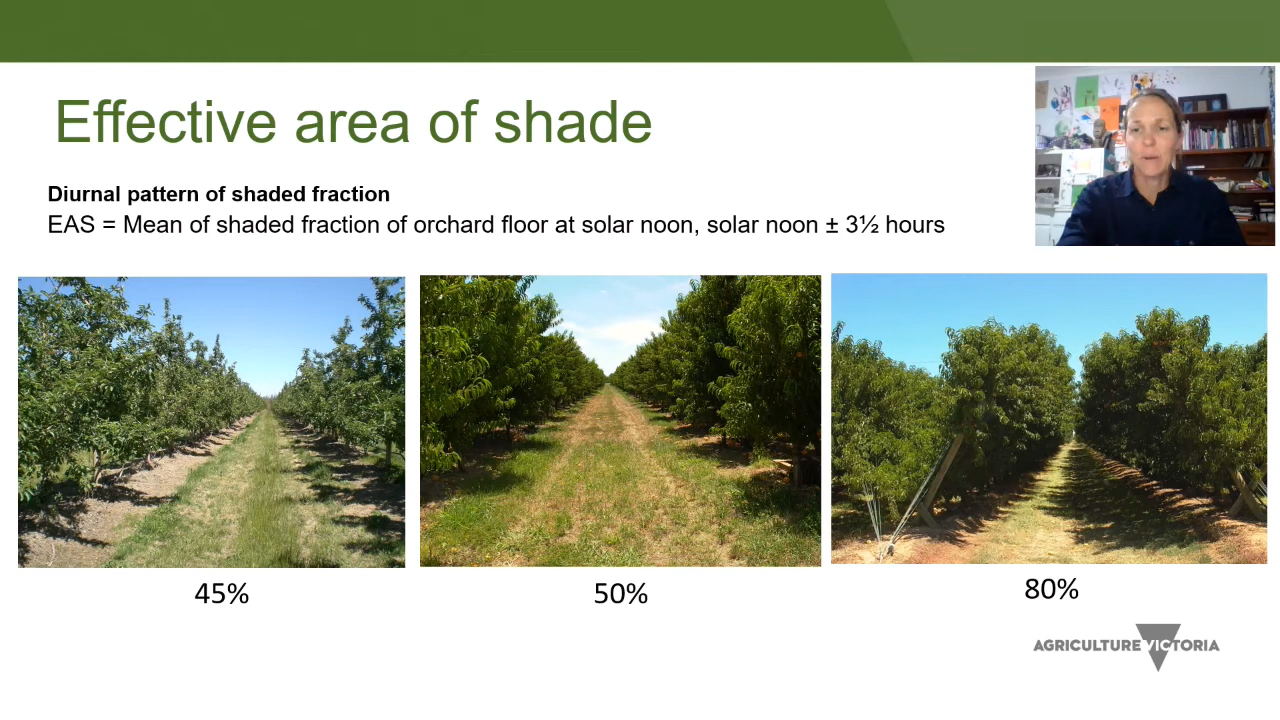 Effective area of shade
Diurnal pattern of shaded fraction
EAS = Mean of shaded fraction of orchard floor at solar noon, solar noon ± 3½ hours
45%
50%
80%
AGRICULTURE VICTORIA